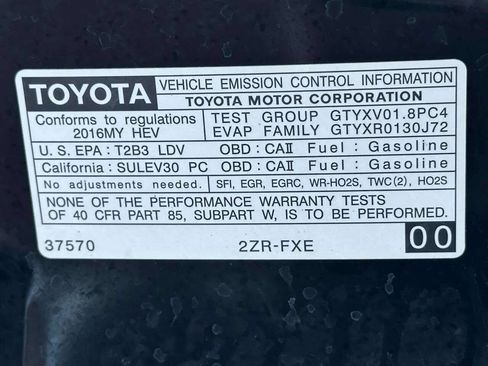 TOYOTA
VEHICLE EMISSION CONTROL INFORMATION
TOYOTA MOTOR CORPORATION
Conforms to regulations
2016MY HEV
TEST GROUP GTYXV01.8PC4
EVAP FAMILY GTYXR0130J72
U.S. EPA : T2B3 LDV OBD : CAII Fuel : Gasoline
California : SULEV30 PC OBD : CAII Fuel : Gasoline
No adjustments needed. SFI, EGR, EGRC, WR-HO2S, TWC(2), HO2S
NONE OF THE PERFORMANCE WARRANTY TESTS
OF 40 CFR PART 85, SUBPART W, IS TO BE PERFORMED.
37570 2ZR-FXE 00